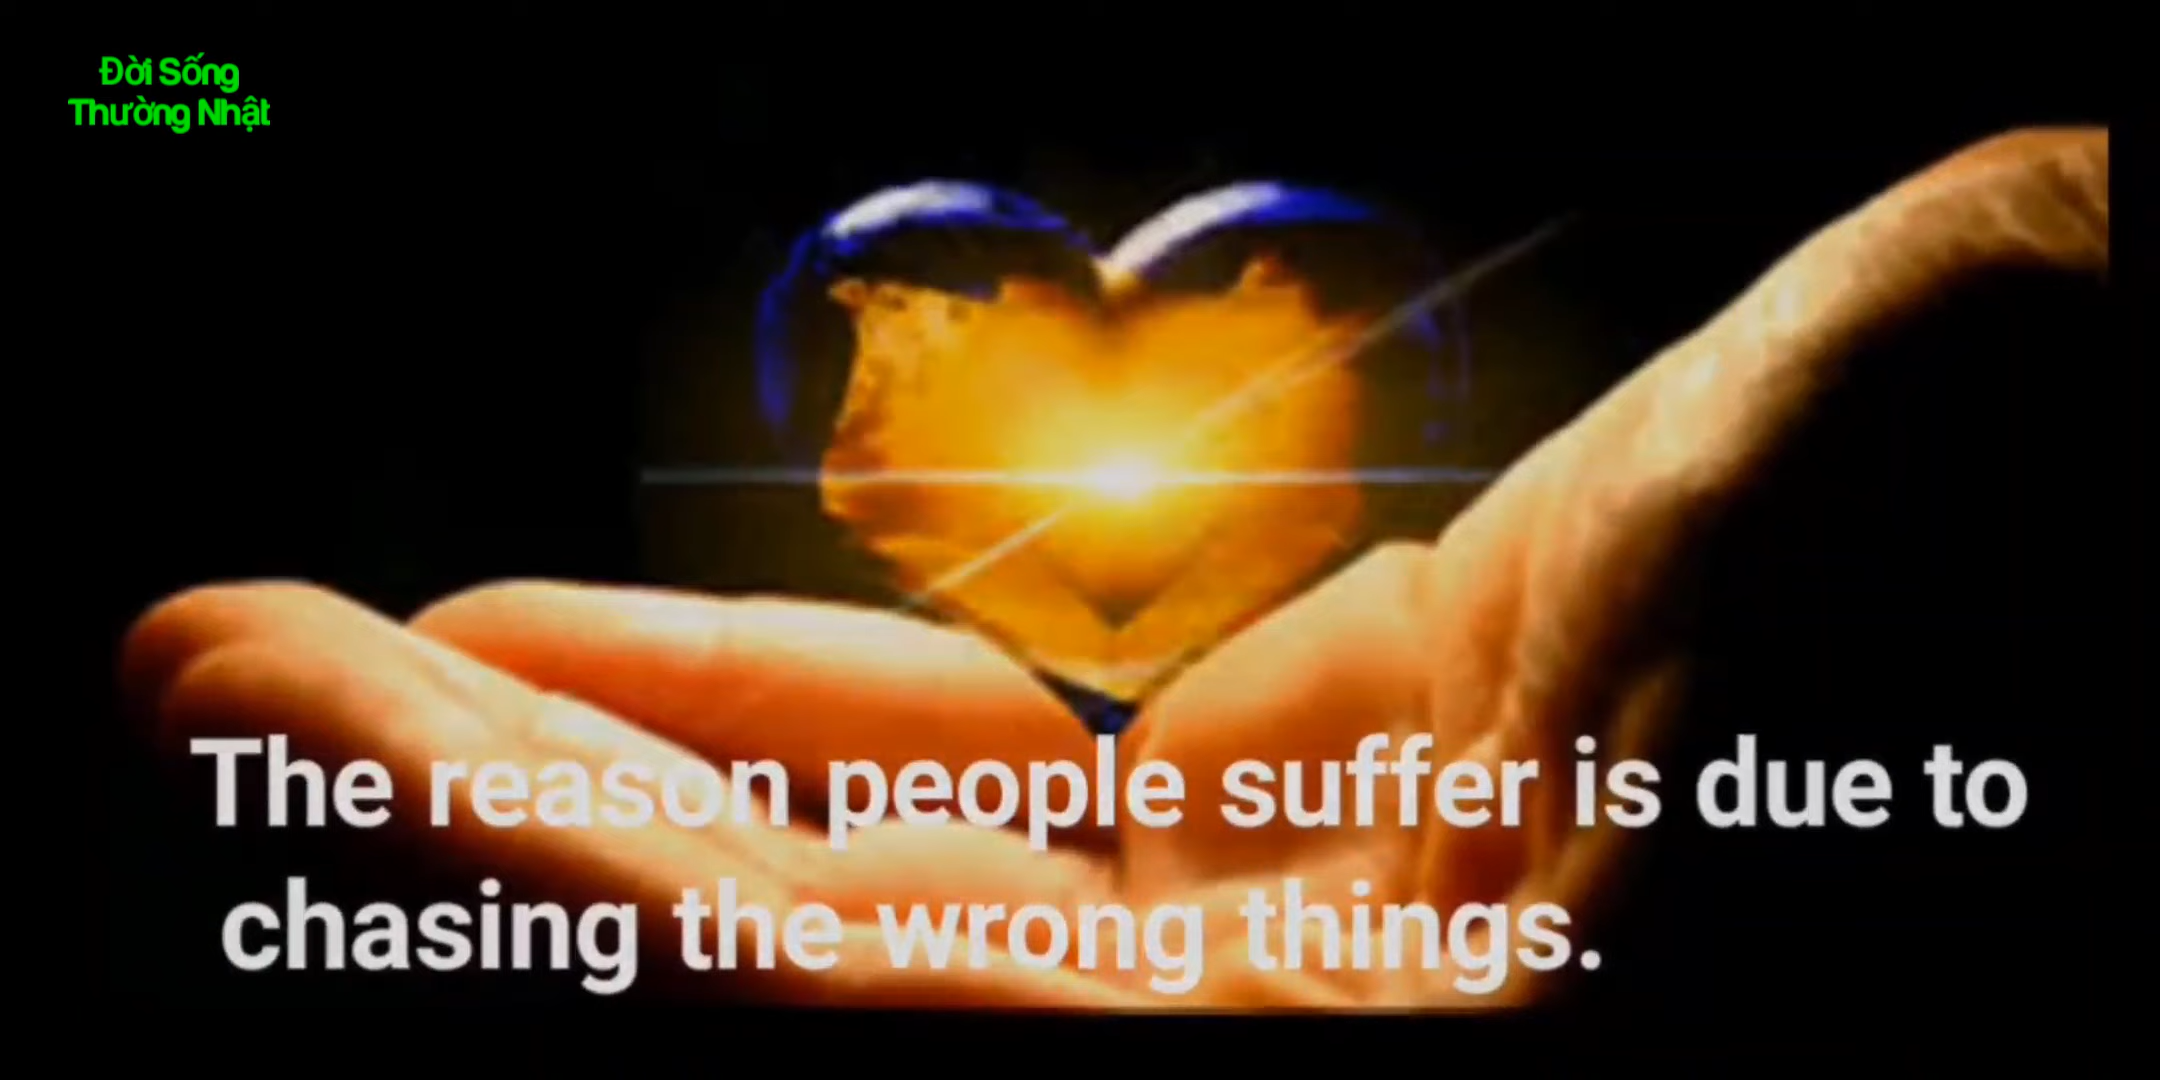 Đời Sống
Thường Nhật
The reason people suffer is due to
chasing the wrong things.